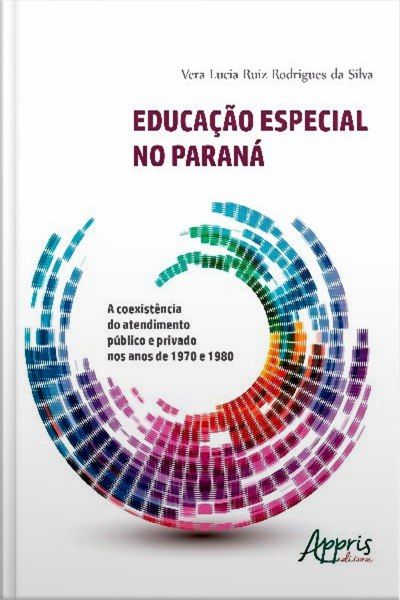 Vera Lucia Ruiz Rodrigues da Silva
EDUCAÇÃO ESPECIAL
NO PARANÁ
A coexistência
do atendimento
público e privado
nos anos de 1970 e 1980
Appris
editora